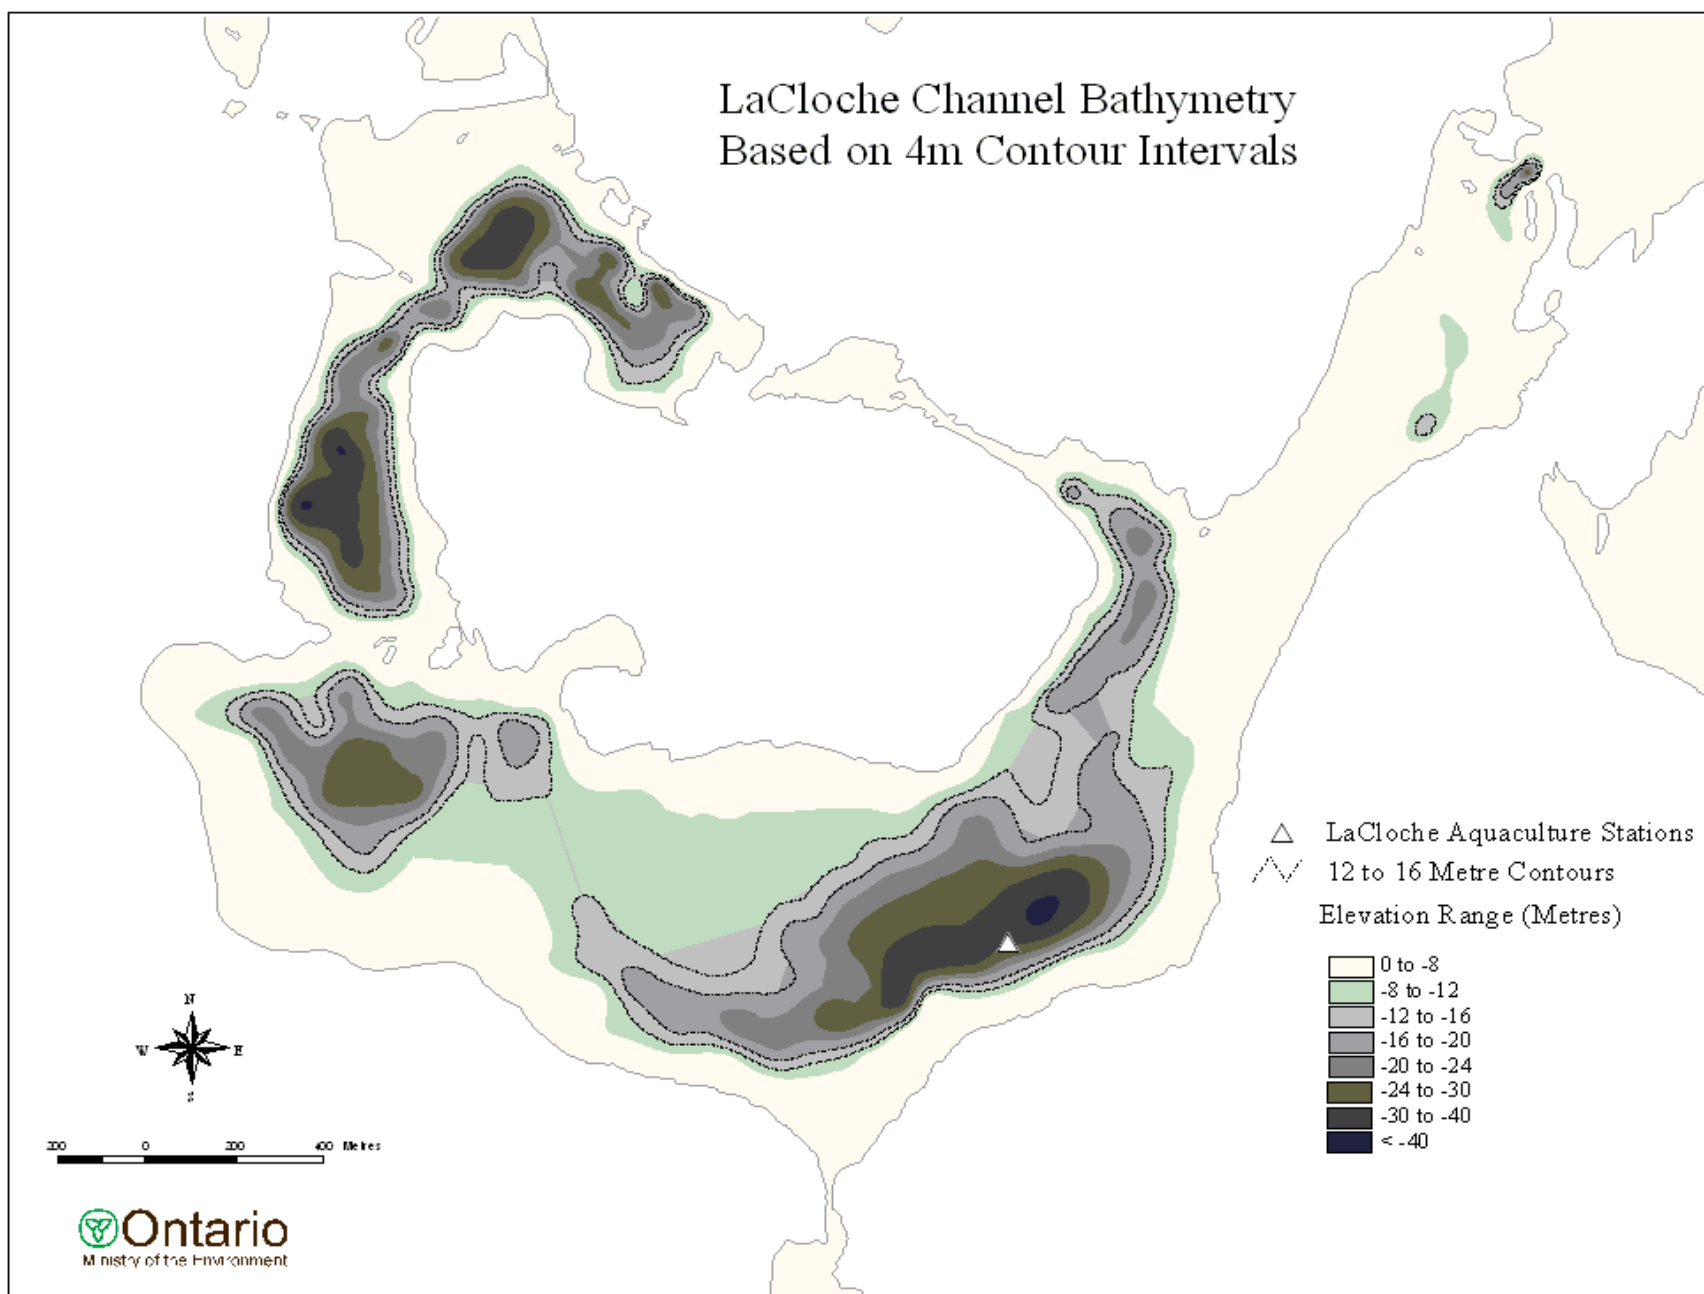 LaCloche Channel Bathymetry
Based on 4m Contour Intervals
LaCloche Aquaculture Stations
12 to 16 Metre Contours
Elevation Range (Metres)
0 to -8
-8 to -12
-12 to -16
-16 to -20
-20 to -24
-24 to -30
-30 to -40
< -40
N
W E
S
200 0 200 400 Metres
Ontario
Ministry of the Environment